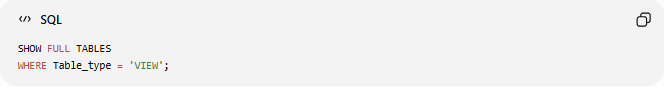 SQL
SHOW FULL TABLES
WHERE Table_type = 'VIEW';